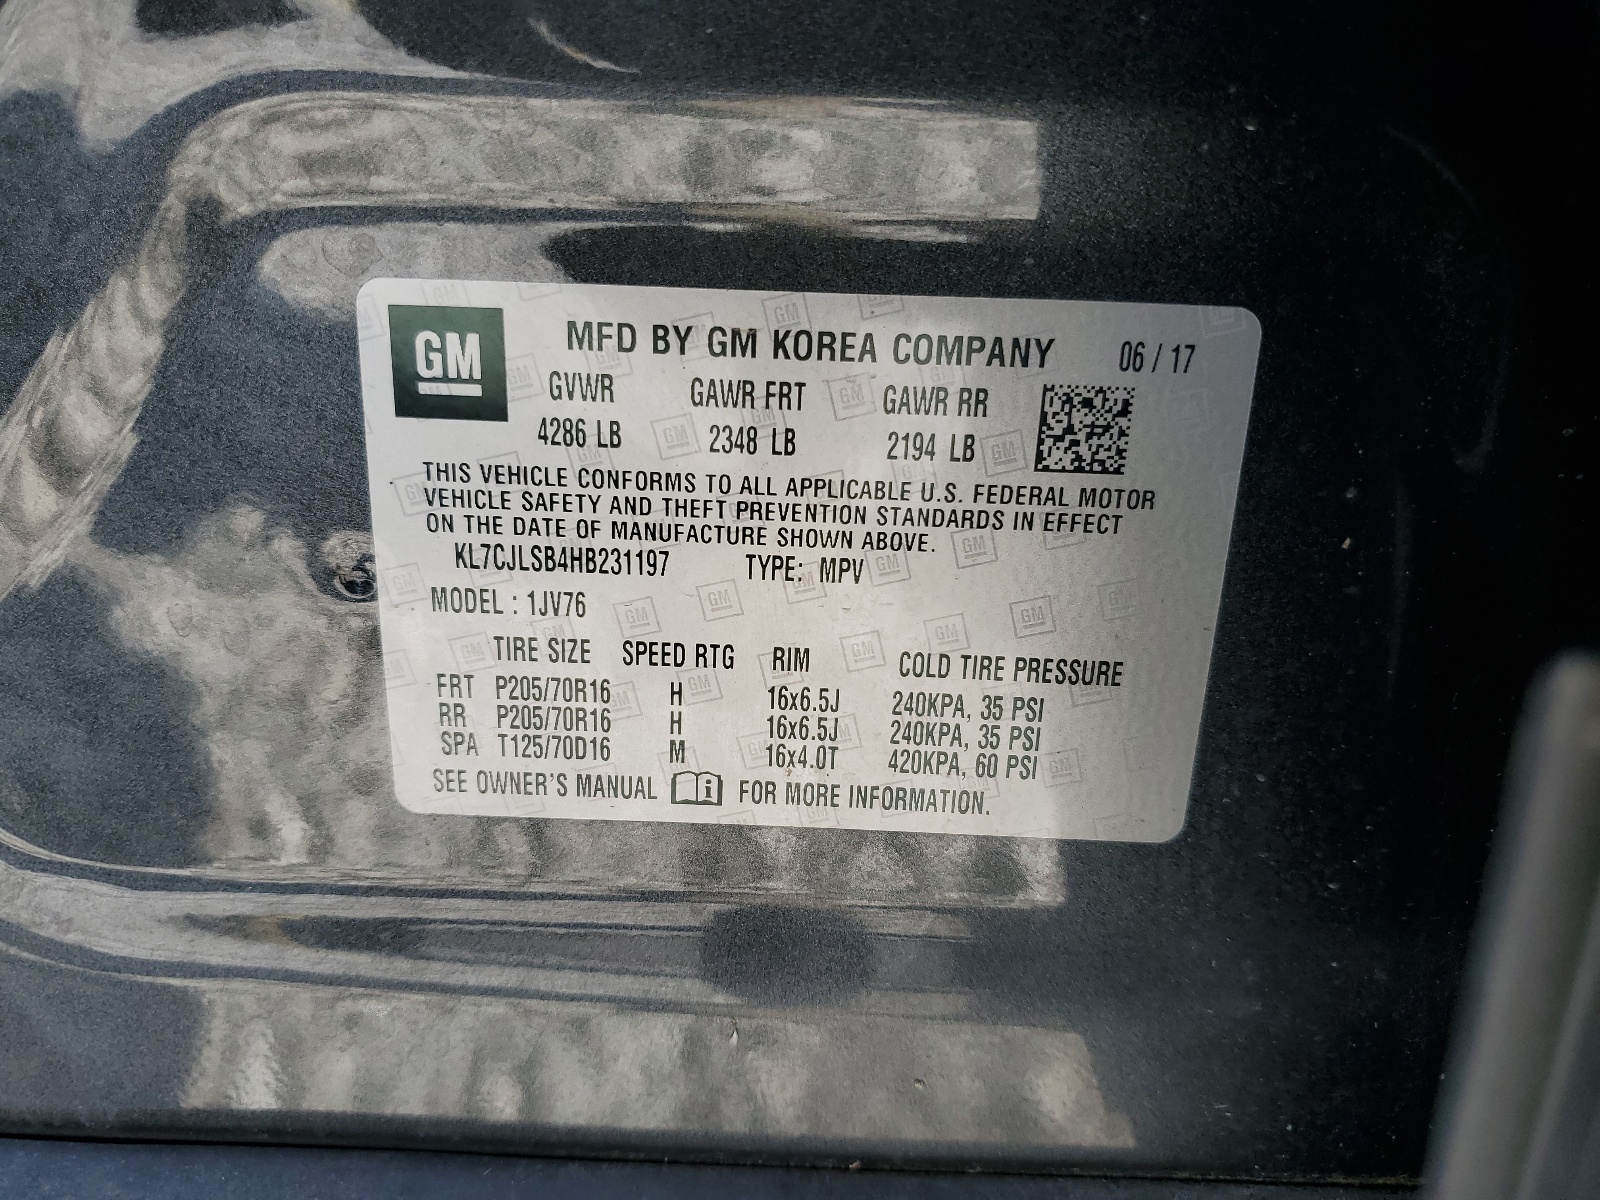 GM
MFD BY GM KOREA COMPANY 06 / 17
GVWR GAWR FRT GAWR RR
4286 LB 2348 LB 2194 LB
THIS VEHICLE CONFORMS TO ALL APPLICABLE U.S. FEDERAL MOTOR
VEHICLE SAFETY AND THEFT PREVENTION STANDARDS IN EFFECT
ON THE DATE OF MANUFACTURE SHOWN ABOVE.
KL7CJLSB4HB231197 TYPE: MPV
MODEL : 1JV76
TIRE SIZE SPEED RTG RIM COLD TIRE PRESSURE
FRT P205/70R16 H 16x6.5J 240KPA, 35 PSI
RR P205/70R16 H 16x6.5J 240KPA, 35 PSI
SPA T125/70D16 M 16x4.0T 420KPA, 60 PSI
SEE OWNER'S MANUAL i FOR MORE INFORMATION.